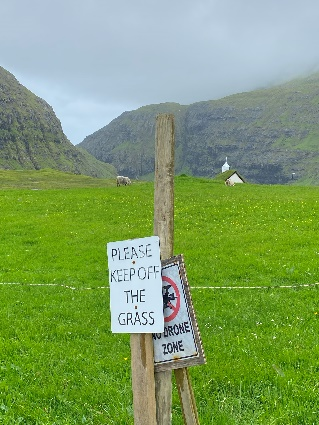 PLEASE
KEEP OFF
THE
GRASS
NO DRONE
ZONE